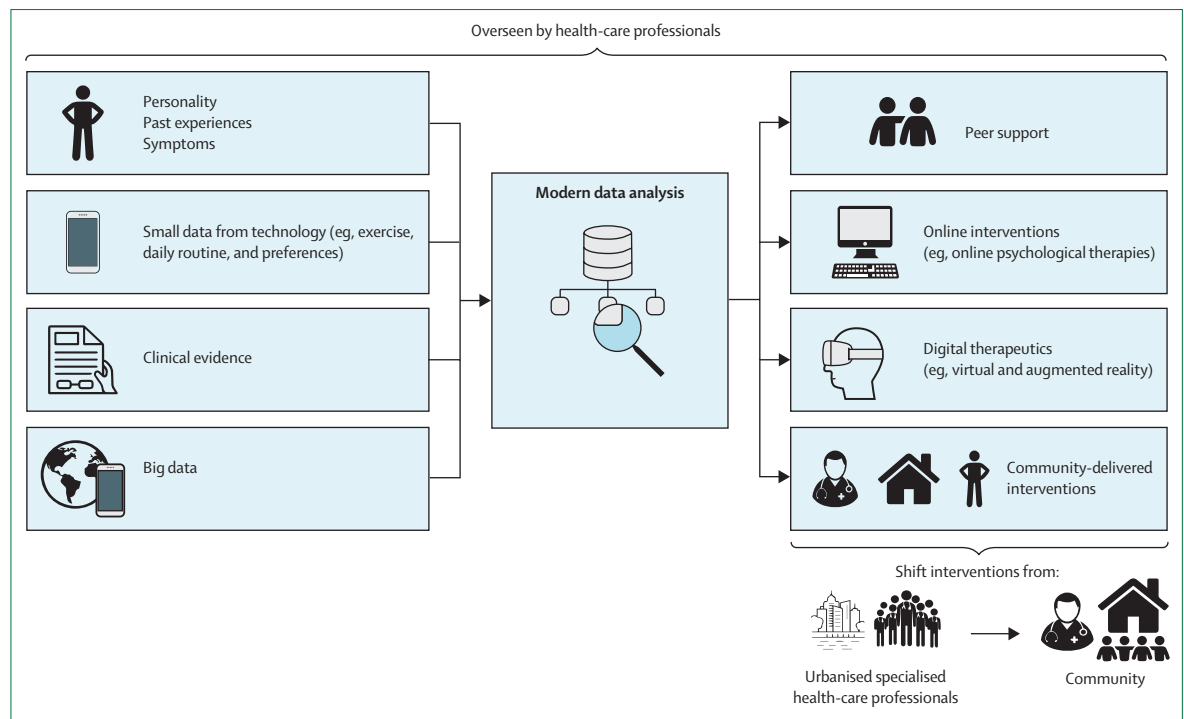 Overseen by health-care professionals
Personality
Past experiences
Symptoms
Small data from technology (eg, exercise,
daily routine, and preferences)
Clinical evidence
Big data
Modern data analysis
Peer support
Online interventions
(eg, online psychological therapies)
Digital therapeutics
(eg, virtual and augmented reality)
Community-delivered
interventions
Shift interventions from:
Urbanised specialised
health-care professionals
Community